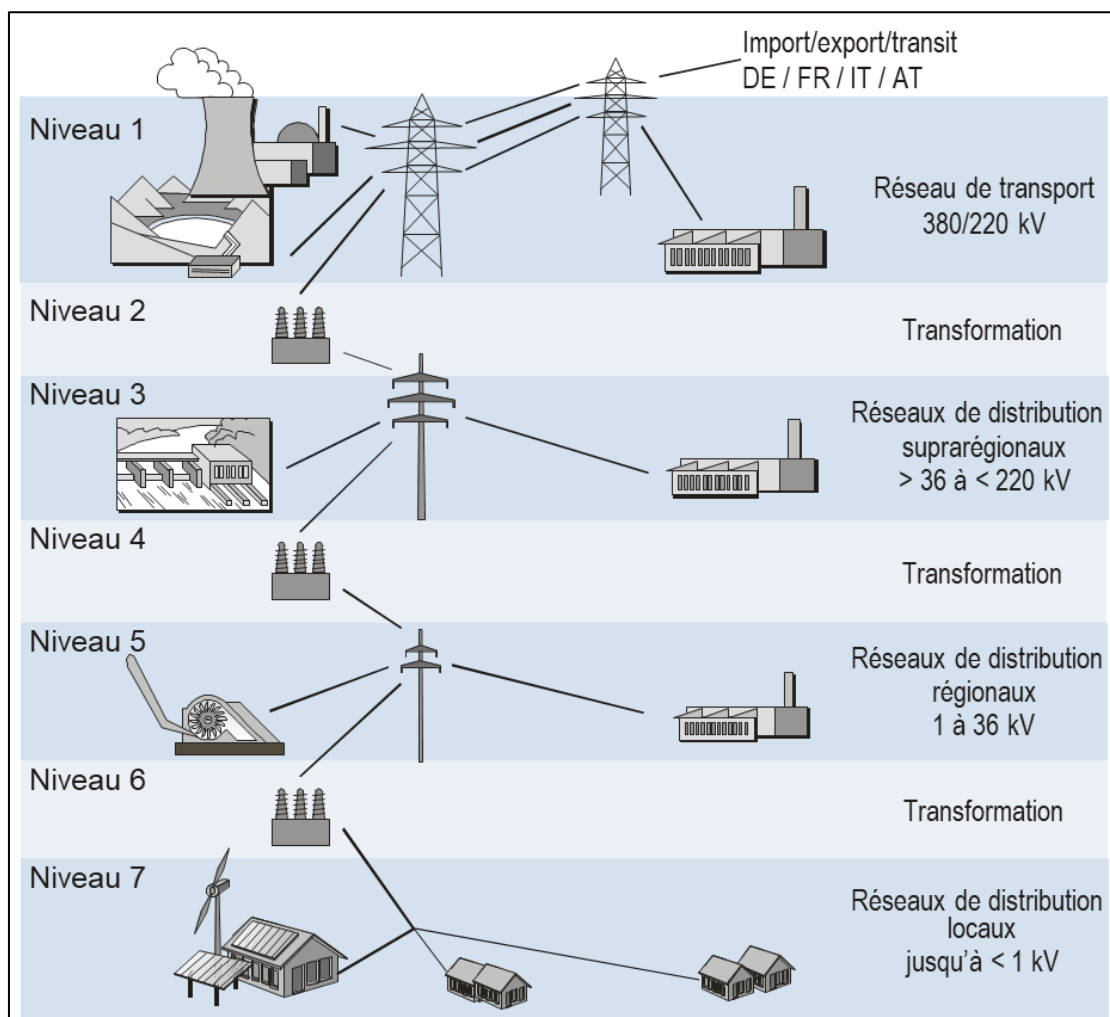 Import/export/transit
DE / FR / IT / AT
Niveau 1
Réseau de transport
380/220 kV
Niveau 2
Transformation
Niveau 3
Réseaux de distribution
suprarégionaux
> 36 à < 220 kV
Niveau 4
Transformation
Niveau 5
Réseaux de distribution
régionaux
1 à 36 kV
Niveau 6
Transformation
Niveau 7
Réseaux de distribution
locaux
jusqu'à < 1 kV